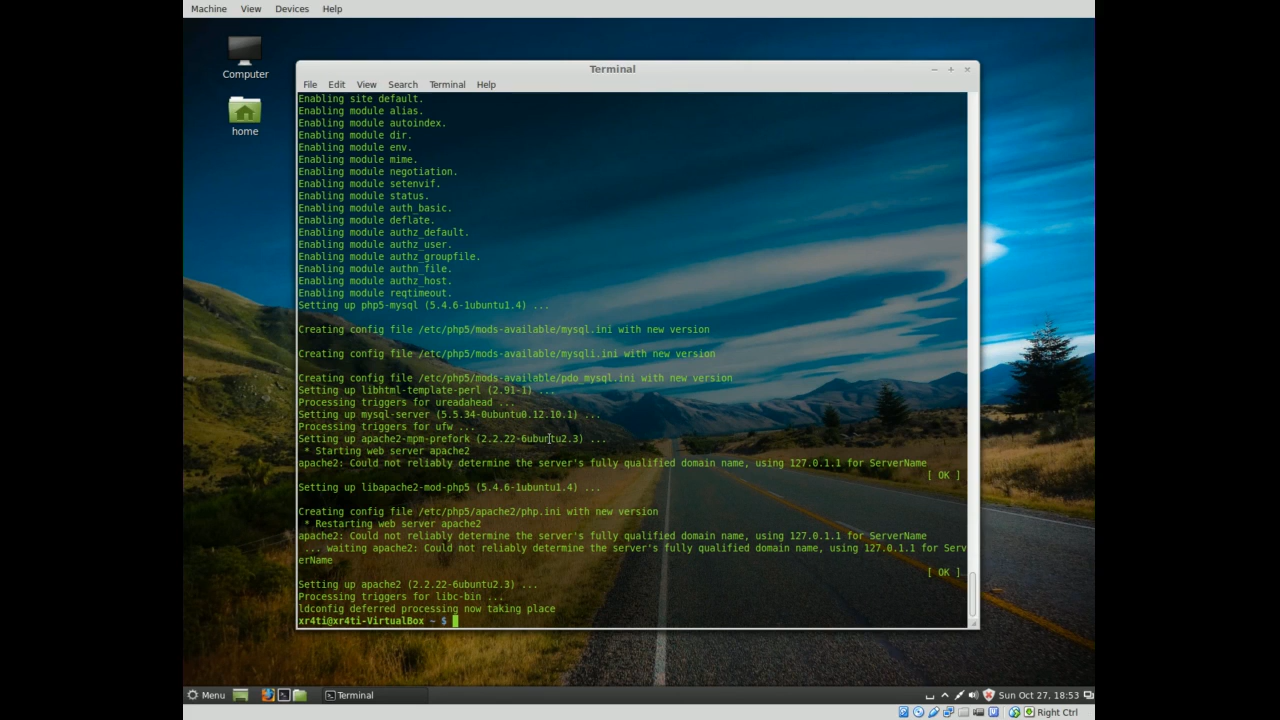 Machine View Devices Help
Computer
home
Terminal
File Edit View Search Terminal Help
Enabling site default.
Enabling module alias.
Enabling module autoindex.
Enabling module dir.
Enabling module env.
Enabling module mime.
Enabling module negotiation.
Enabling module setenvif.
Enabling module status.
Enabling module auth_basic.
Enabling module deflate.
Enabling module authz_default.
Enabling module authz_user.
Enabling module authz_groupfile.
Enabling module authn_file.
Enabling module authz_host.
Enabling module reqtimeout.
Setting up php5-mysql (5.4.6-1ubuntu1.4) ...
Creating config file /etc/php5/mods-available/mysql.ini with new version
Creating config file /etc/php5/mods-available/mysqli.ini with new version
Creating config file /etc/php5/mods-available/pdo_mysql.ini with new version
Setting up libhtml-template-perl (2.91-1) ...
Processing triggers for ureadahead ...
Setting up mysql-server (5.5.34-0ubuntu0.12.10.1) ...
Processing triggers for ufw ...
Setting up apache2-mpm-prefork (2.2.22-6ubuntu2.3) ...
* Starting web server apache2
apache2: Could not reliably determine the server's fully qualified domain name, using 127.0.1.1 for ServerName
[ OK ]
Setting up libapache2-mod-php5 (5.4.6-1ubuntu1.4) ...
Creating config file /etc/php5/apache2/php.ini with new version
* Restarting web server apache2
apache2: Could not reliably determine the server's fully qualified domain name, using 127.0.1.1 for ServerName
... waiting apache2: Could not reliably determine the server's fully qualified domain name, using 127.0.1.1 for Serv
erName
[ OK ]
Setting up apache2 (2.2.22-6ubuntu2.3) ...
Processing triggers for libc-bin ...
ldconfig deferred processing now taking place
xr4ti@xr4ti-VirtualBox ~ $
Menu Terminal Sun Oct 27, 18:53
Right Ctrl